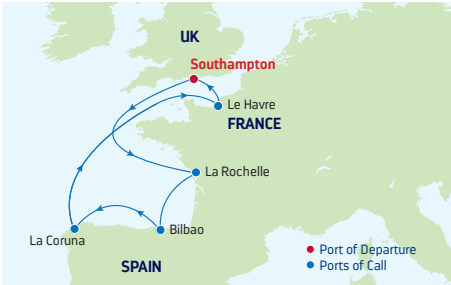 UK
Southampton
Le Havre
FRANCE
La Rochelle
La Coruna
Bilbao
SPAIN
Port of Departure
Ports of Call